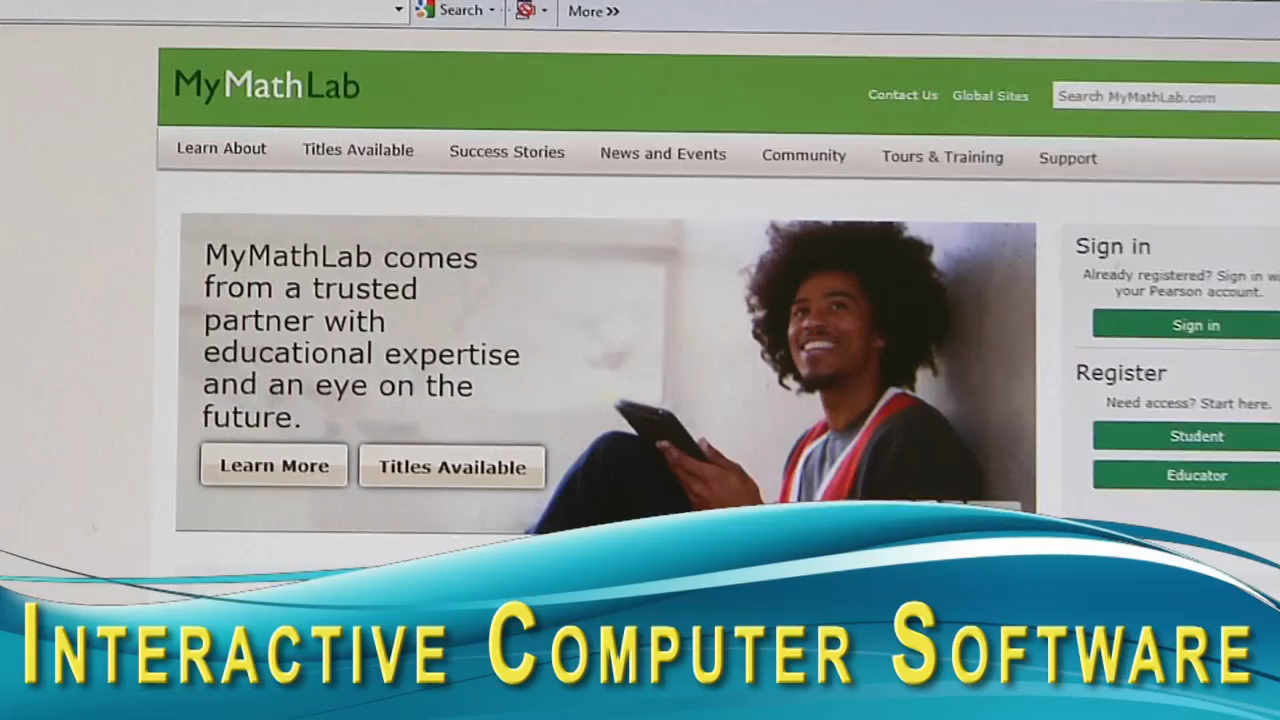 Search
More »
MyMathLab
Contact Us Global Sites Search MyMathLab.com
Learn About Titles Available Success Stories News and Events Community Tours & Training Support
MyMathLab comes
from a trusted
partner with
educational expertise
and an eye on the
future.
Learn More Titles Available
Sign in
Already registered? Sign in
your Pearson account.
Sign in
Register
Need access? Start here.
Student
Educator
INTERACTIVE COMPUTER SOFTWARE